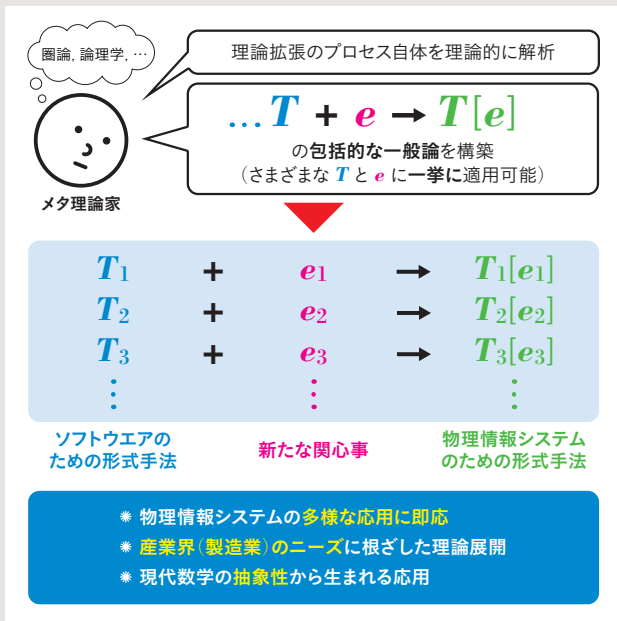 圏論, 論理学, …
理論拡張のプロセス自体を理論的に解析
…T + e → T[e]
の包括的な一般論を構築
(さまざまな T と e に一挙に適用可能)
メタ理論家
T1 + e1 → T1[e1]
T2 + e2 → T2[e2]
T3 + e3 → T3[e3]
⋮ ⋮ ⋮
ソフトウエアの
ための形式手法
新たな関心事
物理情報システム
のための形式手法
⁕ 物理情報システムの多様な応用に即応
⁕ 産業界(製造業)のニーズに根ざした理論展開
⁕ 現代数学の抽象性から生まれる応用